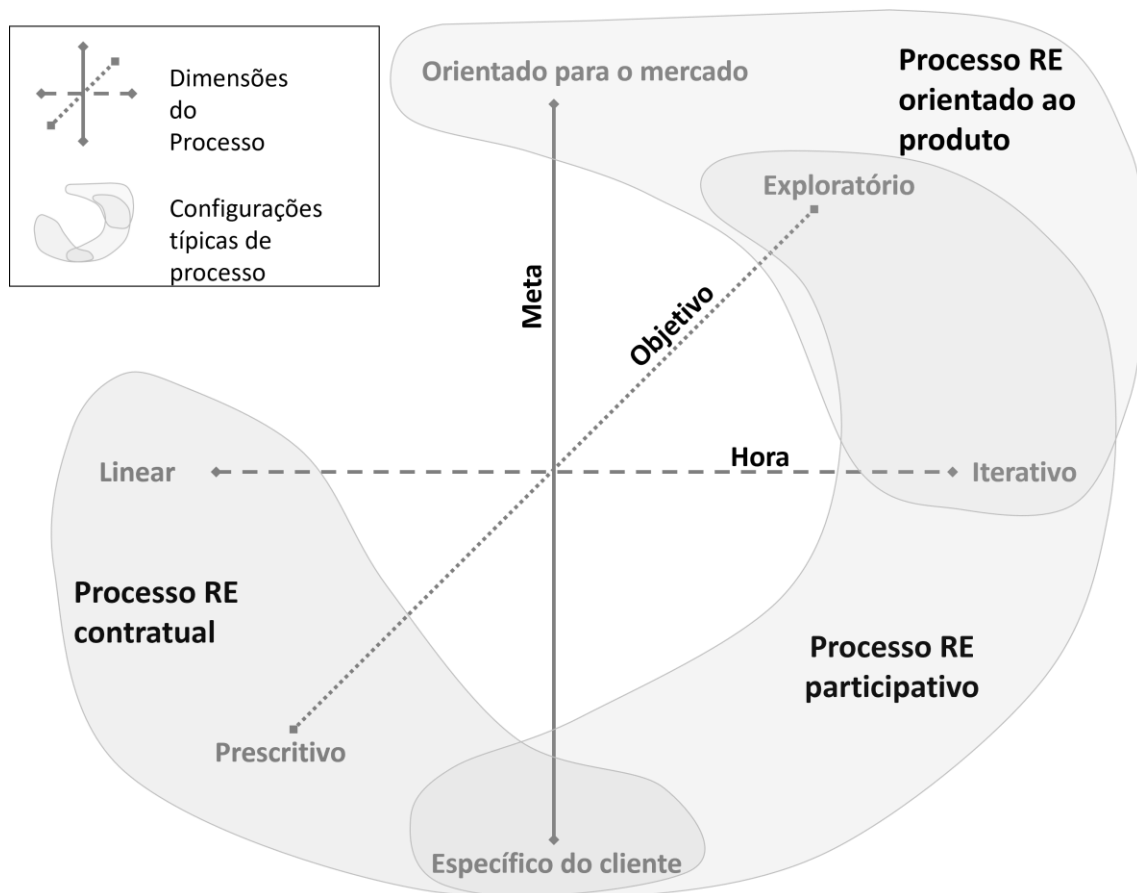 Dimensões
do
Processo
Configurações
típicas de
processo
Orientado para o mercado
Processo RE
orientado ao
produto
Exploratório
Meta
Objetivo
Hora
Linear
Iterativo
Processo RE
contratual
Processo RE
participativo
Prescritivo
Específico do cliente